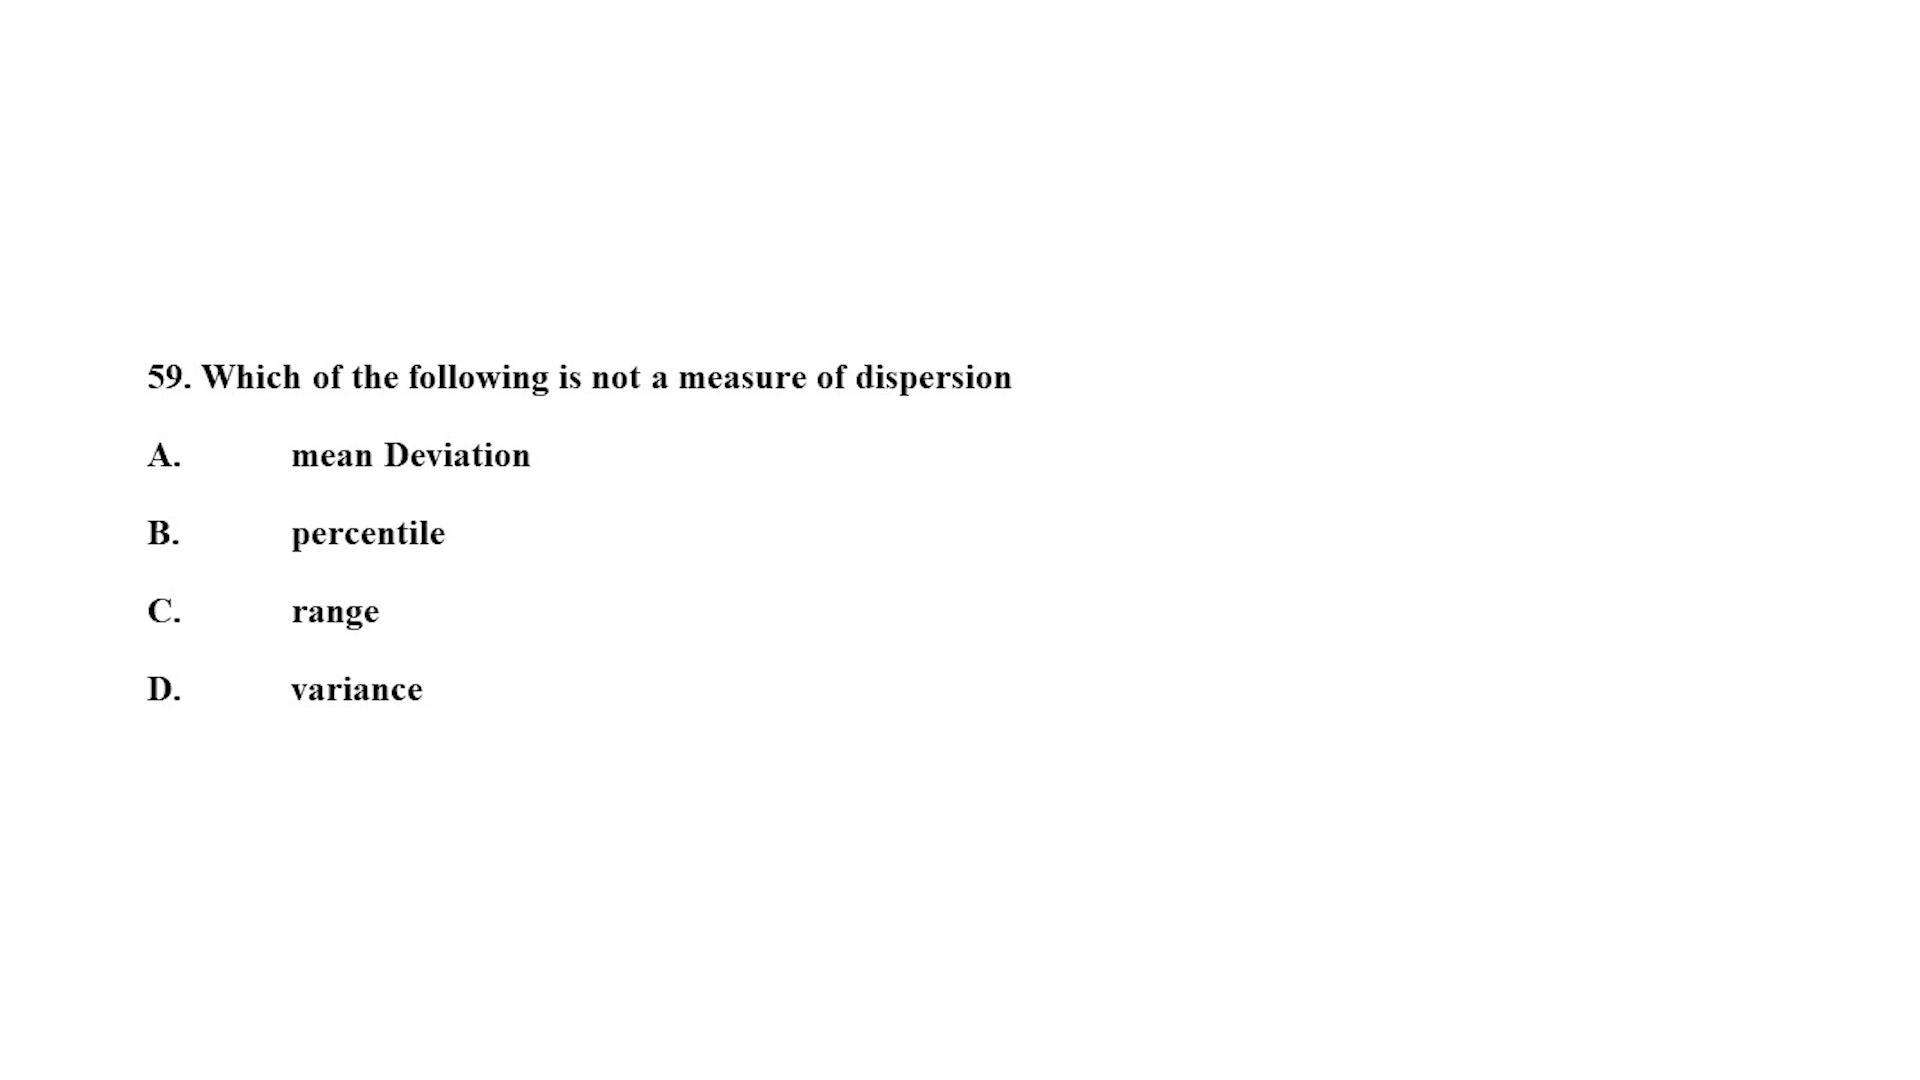 59. Which of the following is not a measure of dispersion
A. mean Deviation
B. percentile
C. range
D. variance